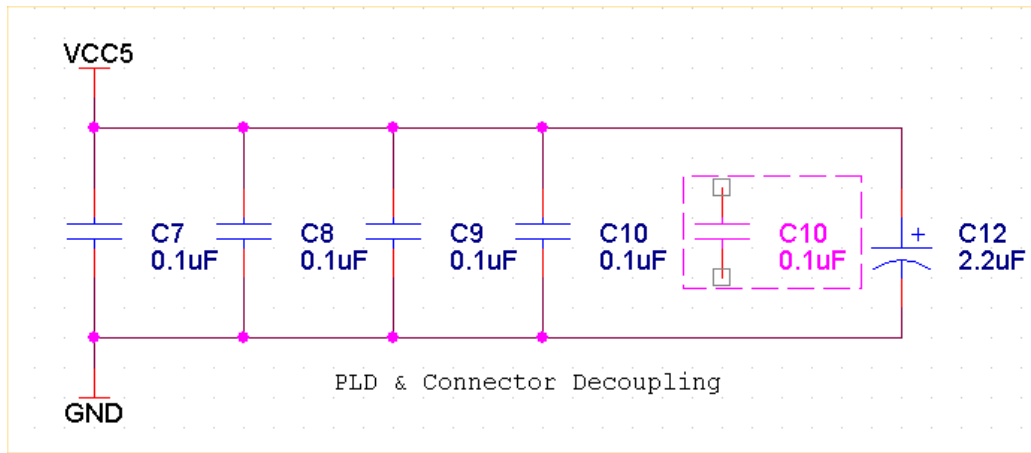 VCC5
C7
0.1uF
C8
0.1uF
C9
0.1uF
C10
0.1uF
C10
0.1uF
+
C12
2.2uF
PLD & Connector Decoupling
GND